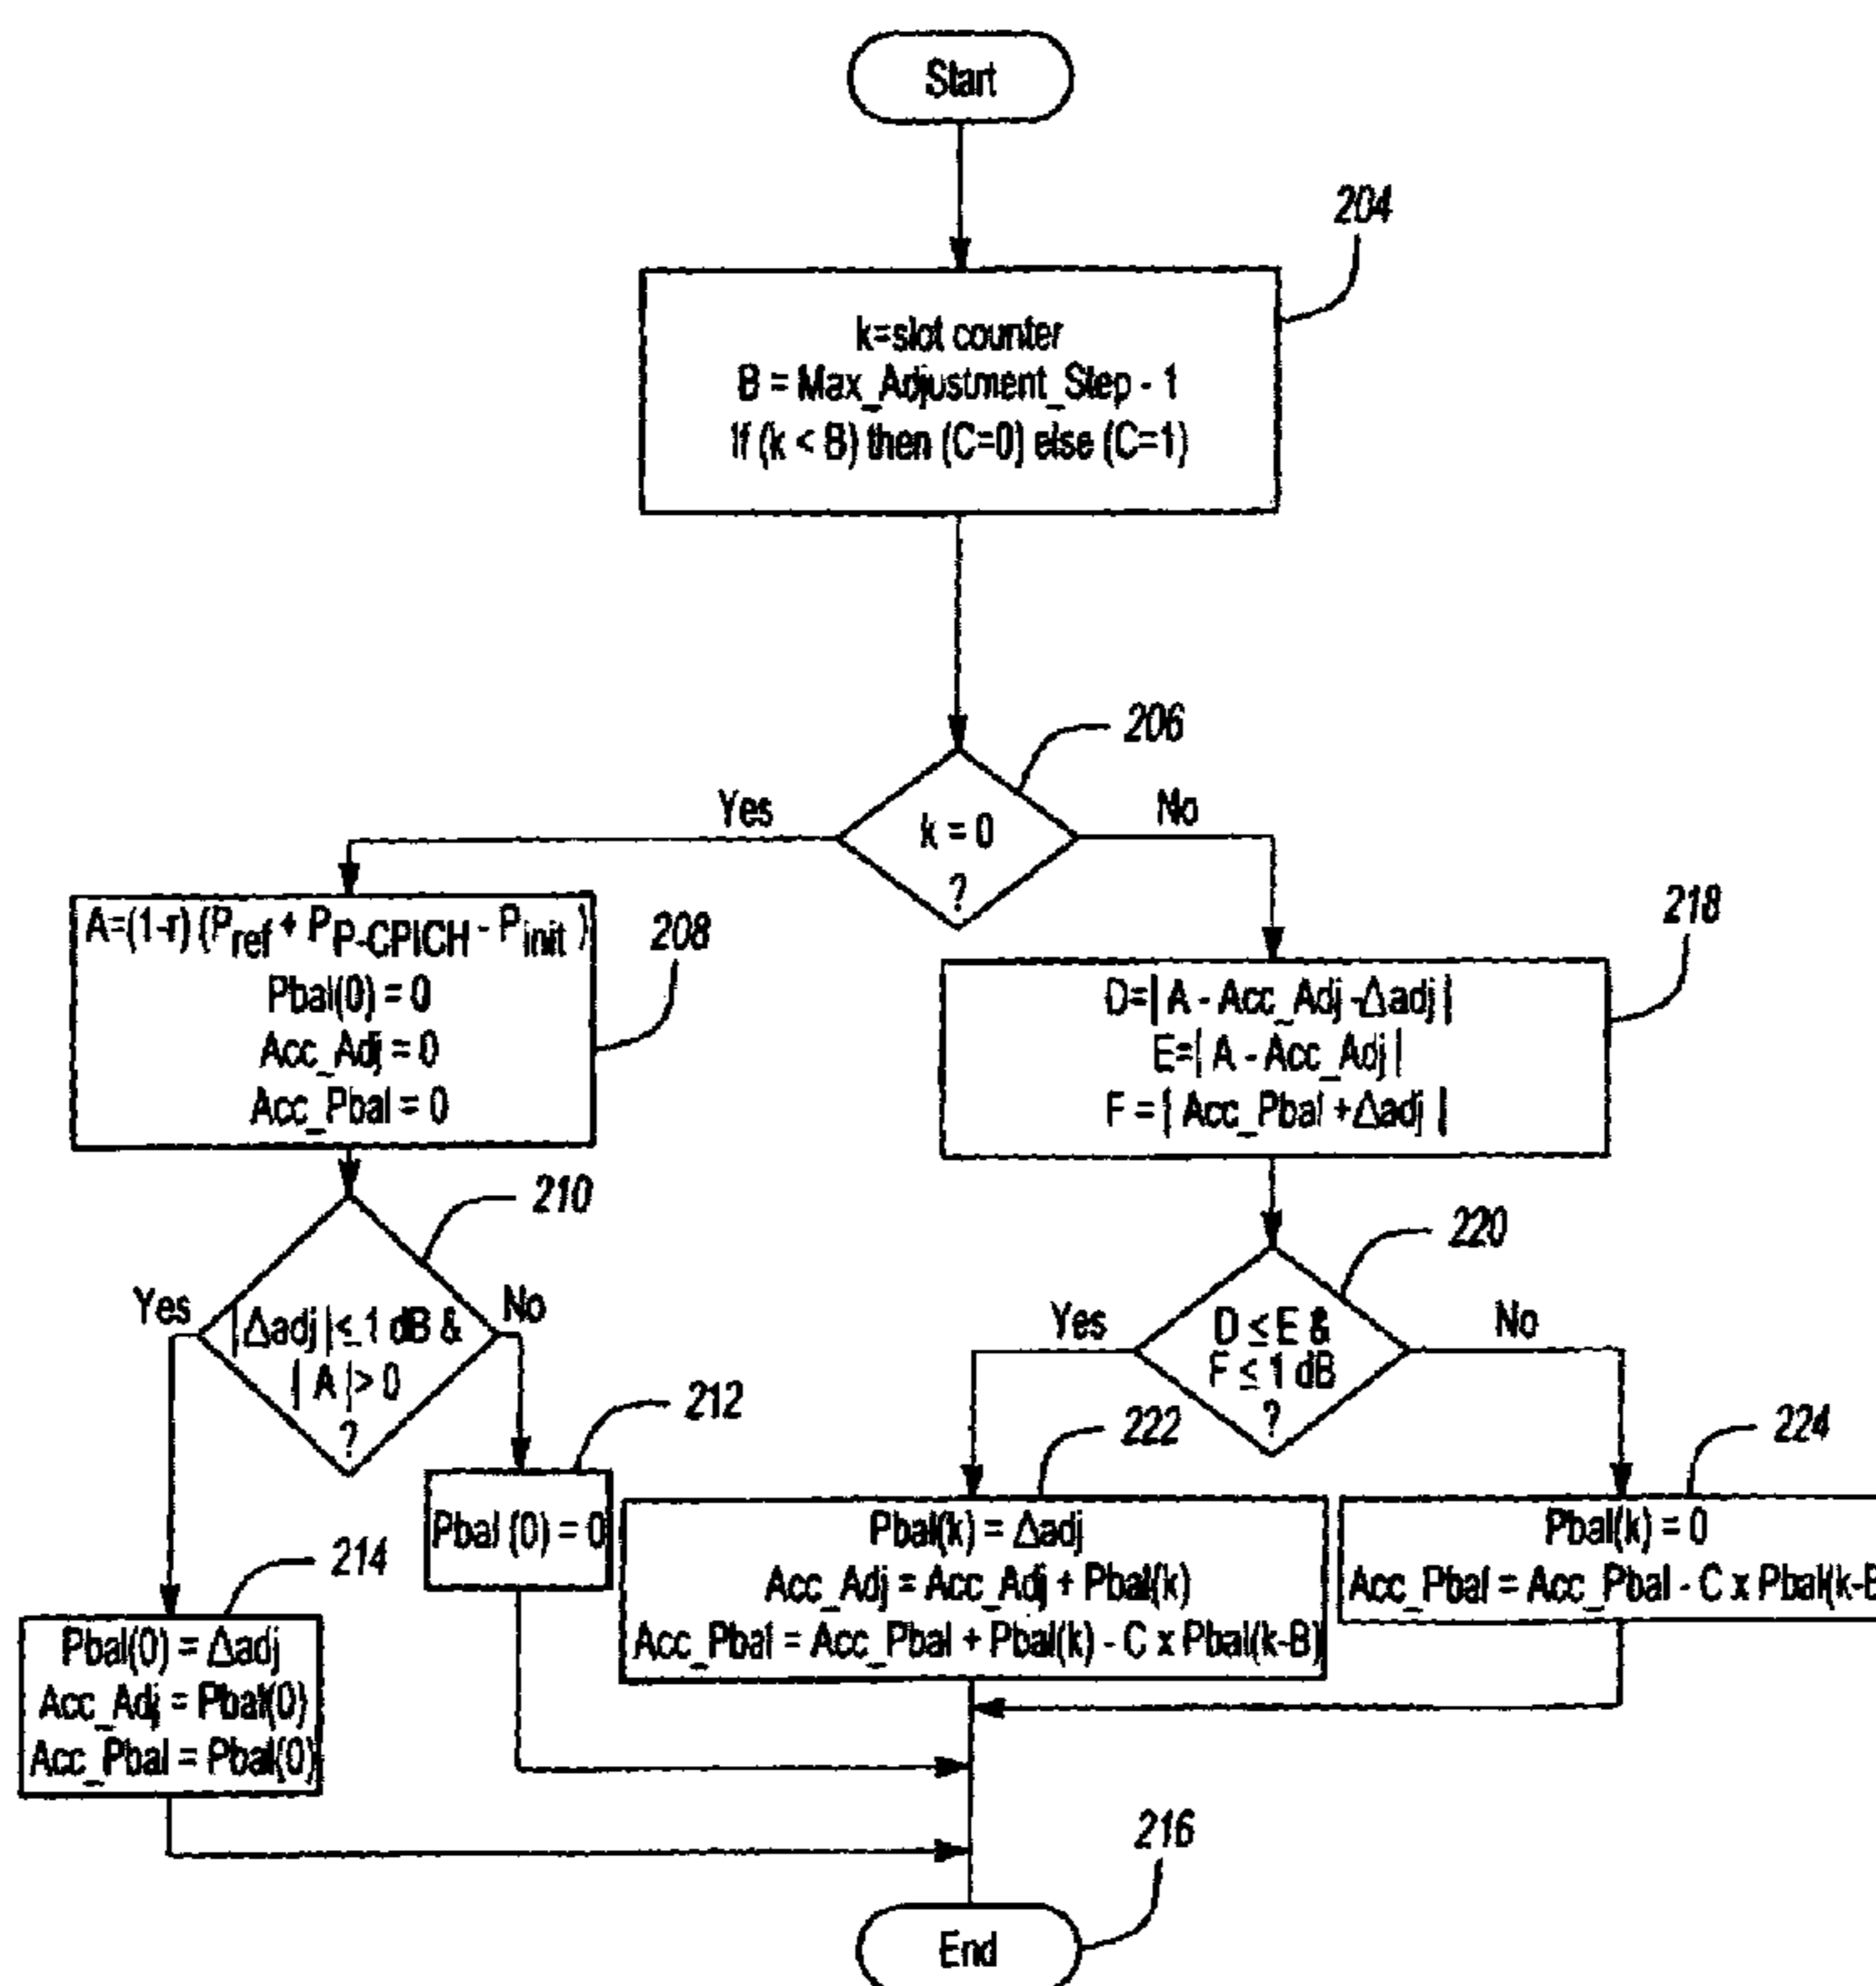 Start
204
k=slot counter
B = Max_Adjustment_Step - 1
If (k < B) then (C=0) else (C=1)
206
Yes
No
k = 0
?
208
A=(1-r) (Pref + PP-CPICH - Pinit )
Pbal(0) = 0
Acc_Adj = 0
Acc_Pbal = 0
218
D=| A - Acc_Adj -Δadj |
E=| A - Acc_Adj |
F = | Acc_Pbal +Δadj |
210
Yes
No
|Δadj |≤ 1 dB &
| A |> 0
?
220
Yes
No
D ≤ E &
F ≤ 1 dB
?
212
Pbal (0) = 0
222
Pbal(k) = Δadj
Acc_Adj = Acc_Adj + Pbal(k)
Acc_Pbal = Acc_Pbal + Pbal(k) - C x Pbal(k-B)
224
Pbal(k) = 0
Acc_Pbal = Acc_Pbal - C x Pbal(k-B
214
Pbal(0) = Δadj
Acc_Adj = Pbal(0)
Acc_Pbal = Pbal(0)
216
End